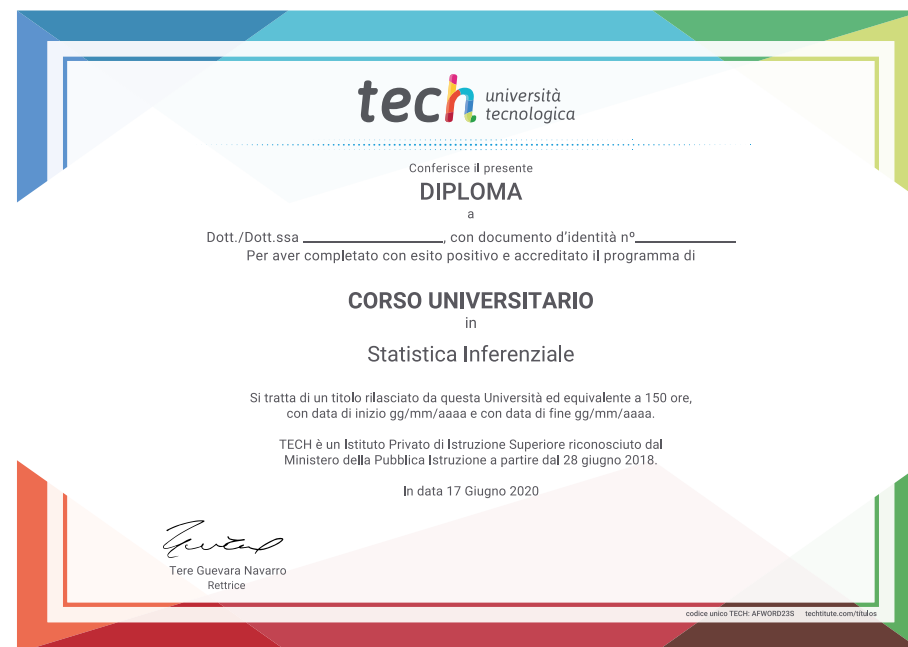 tech università
tecnologica
Conferisce il presente
DIPLOMA
a
Dott./Dott.ssa ________________, con documento d'identità nº____________
Per aver completato con esito positivo e accreditato il programma di
CORSO UNIVERSITARIO
in
Statistica Inferenziale
Si tratta di un titolo rilasciato da questa Università ed equivalente a 150 ore,
con data di inizio gg/mm/aaaa e con data di fine gg/mm/aaaa.
TECH è un Istituto Privato di Istruzione Superiore riconosciuto dal
Ministero della Pubblica Istruzione a partire dal 28 giugno 2018.
In data 17 Giugno 2020
Tere Guevara Navarro
Rettrice
codice unico TECH: AFWORD23S techtitute.com/títulos